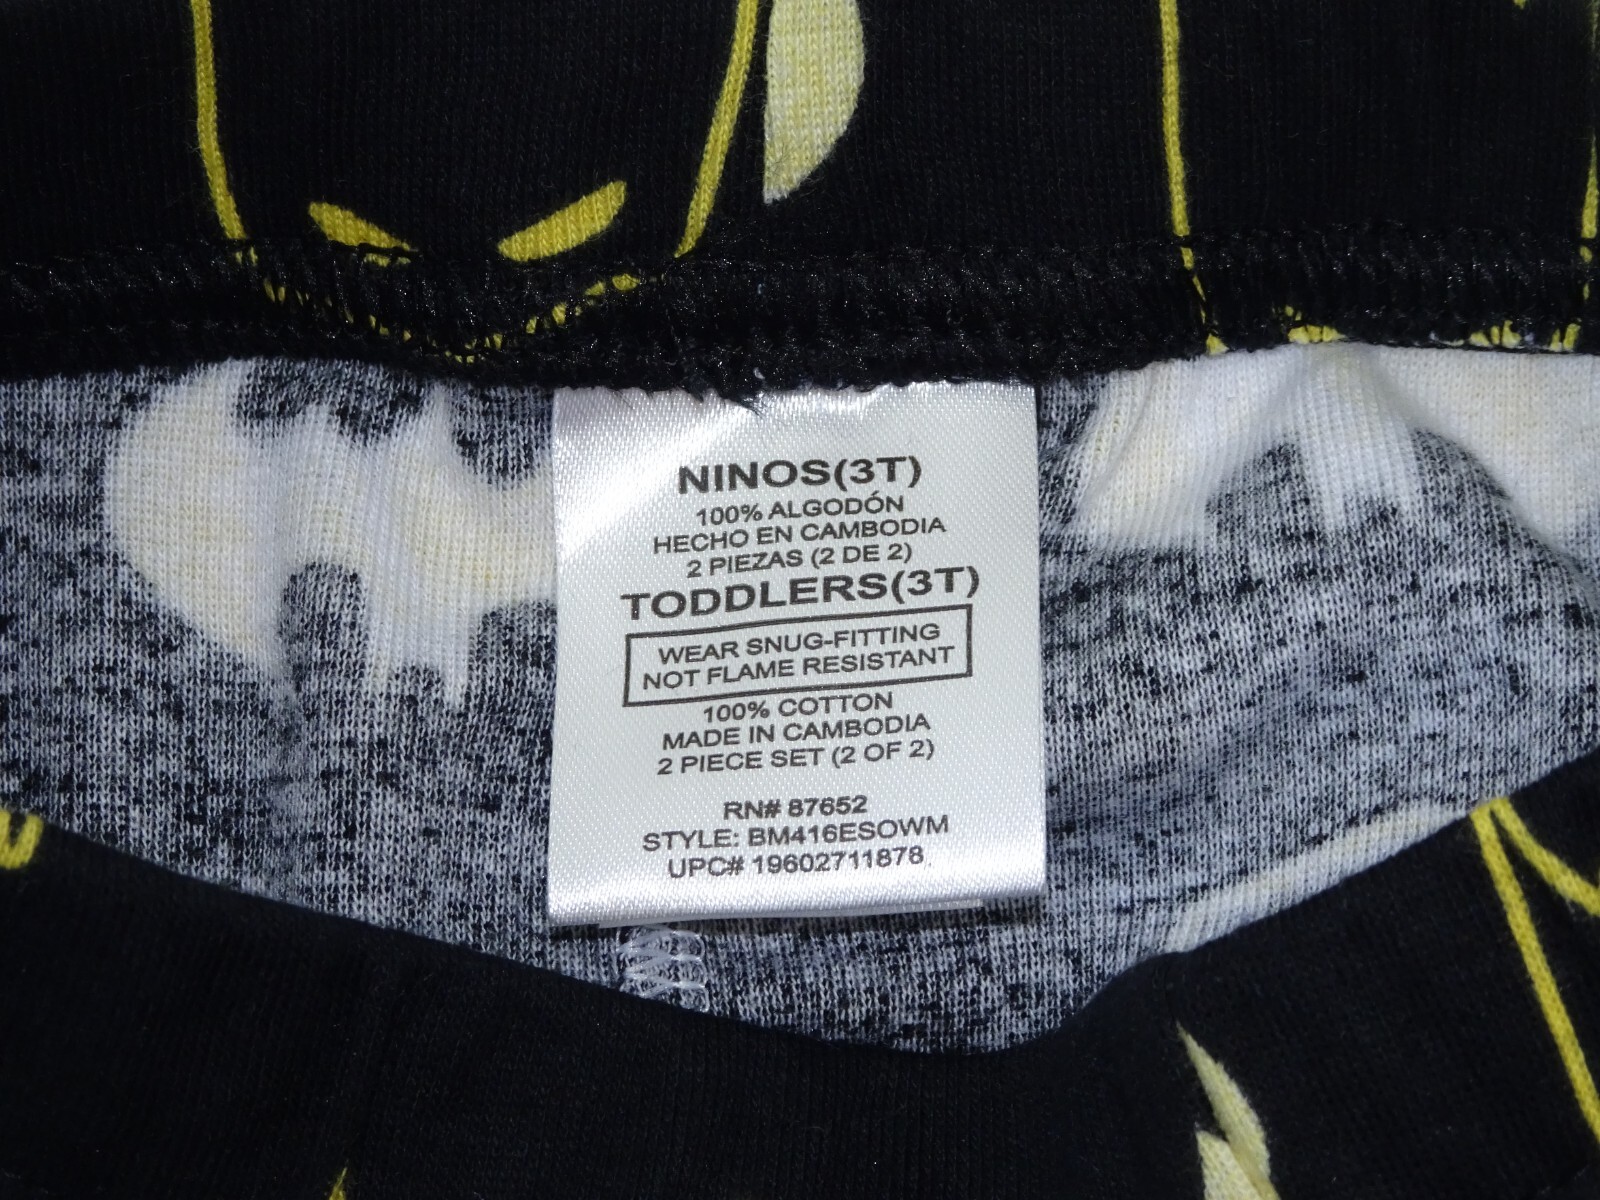 NINOS(3T)
100% ALGODÓN
HECHO EN CAMBODIA
2 PIEZAS (2 DE 2)
TODDLERS(3T)
WEAR SNUG-FITTING
NOT FLAME RESISTANT
100% COTTON
MADE IN CAMBODIA
2 PIECE SET (2 OF 2)
RN# 87652
STYLE: BM416ESOWM
UPC# 19602711878